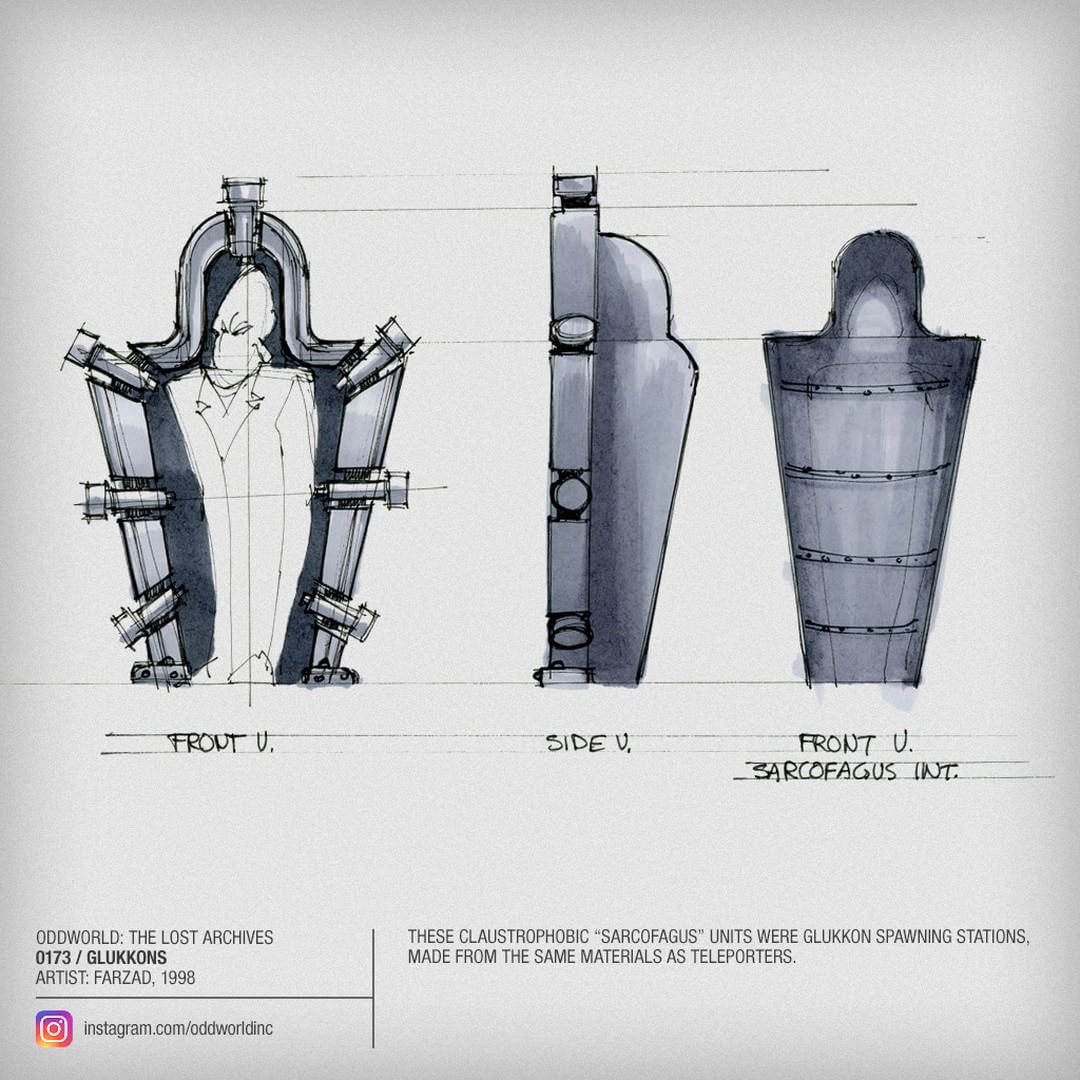 FRONT V.
SIDE V.
FRONT V.
SARCOFAGUS INT.
ODDWORLD: THE LOST ARCHIVES
0173 / GLUKKONS
ARTIST: FARZAD, 1998
instagram.com/oddworldinc
THESE CLAUSTROPHOBIC “SARCOFAGUS” UNITS WERE GLUKKON SPAWNING STATIONS,
MADE FROM THE SAME MATERIALS AS TELEPORTERS.